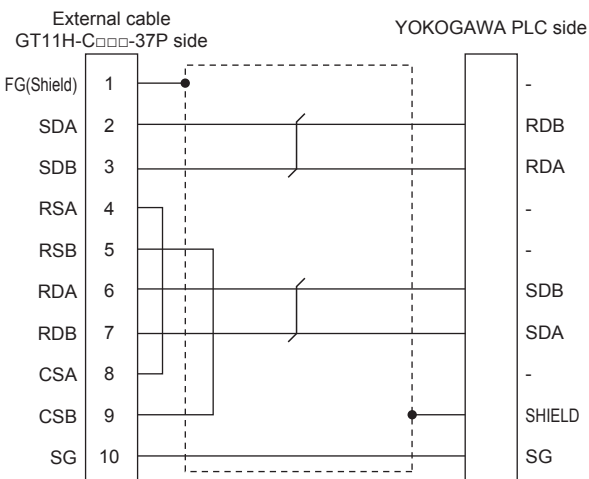 External cable
GT11H-C□□□-37P side
YOKOGAWA PLC side
FG(Shield) 1 -
SDA 2 RDB
SDB 3 RDA
RSA 4 -
RSB 5 -
RDA 6 SDB
RDB 7 SDA
CSA 8 -
CSB 9 SHIELD
SG 10 SG